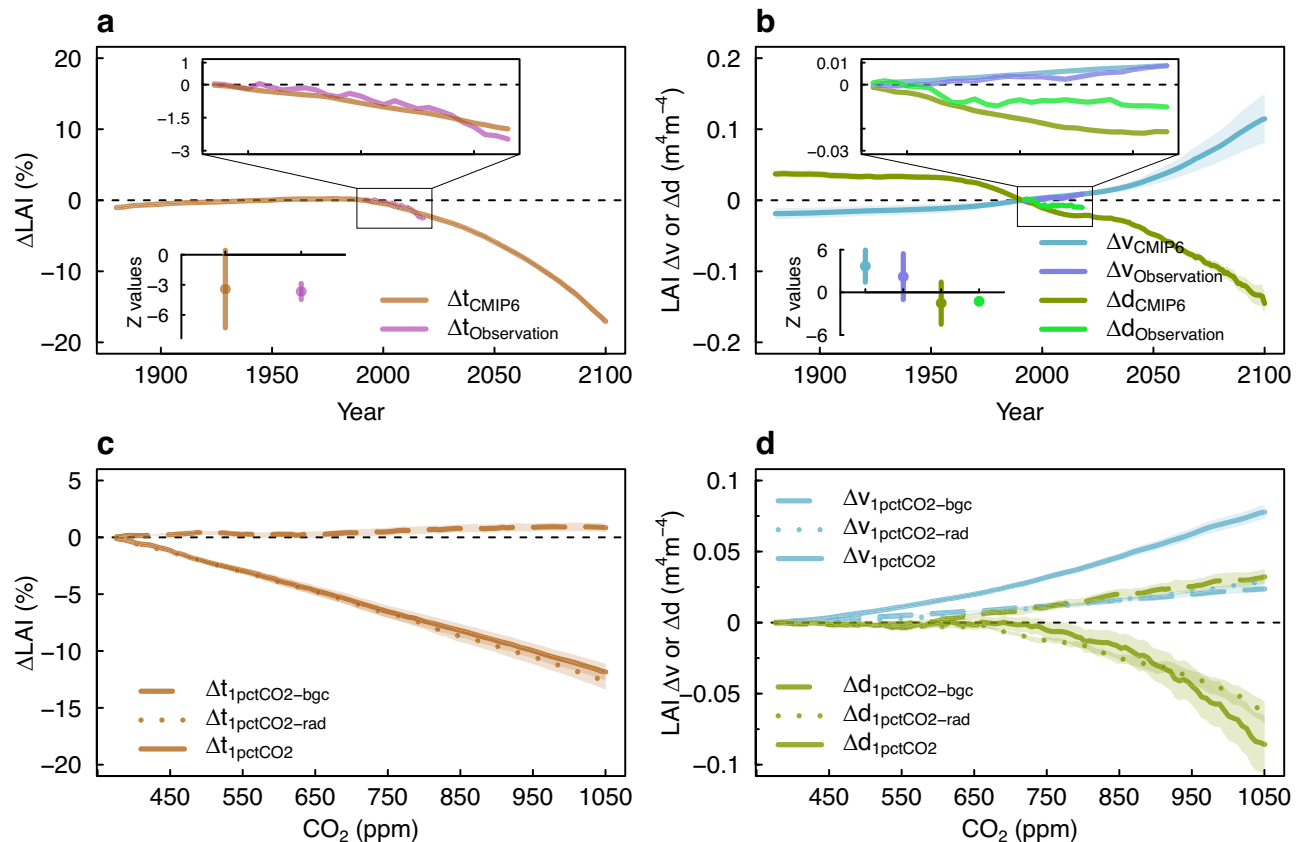 a
ΔLAI (%)
20
10
0
−10
−20
1
0
−1.5
−3
Z values
0
−3
−6
Δt_CMIP6
Δt_Observation
1900
1950
2000
2050
2100
Year
b
LAI Δv or Δd (m⁴m⁻⁴)
0.2
0.1
0
−0.1
−0.2
0.01
0
−0.03
Z values
6
0
−6
Δv_CMIP6
Δv_Observation
Δd_CMIP6
Δd_Observation
1900
1950
2000
2050
2100
Year
c
ΔLAI (%)
5
0
−5
−10
−15
−20
Δt_1pctCO2−bgc
Δt_1pctCO2−rad
Δt_1pctCO2
450
550
650
750
850
950
1050
CO₂ (ppm)
d
LAI Δv or Δd (m⁴m⁻⁴)
0.1
0.05
0
−0.05
−0.1
Δv_1pctCO2−bgc
Δv_1pctCO2−rad
Δv_1pctCO2
Δd_1pctCO2−bgc
Δd_1pctCO2−rad
Δd_1pctCO2
450
550
650
750
850
950
1050
CO₂ (ppm)